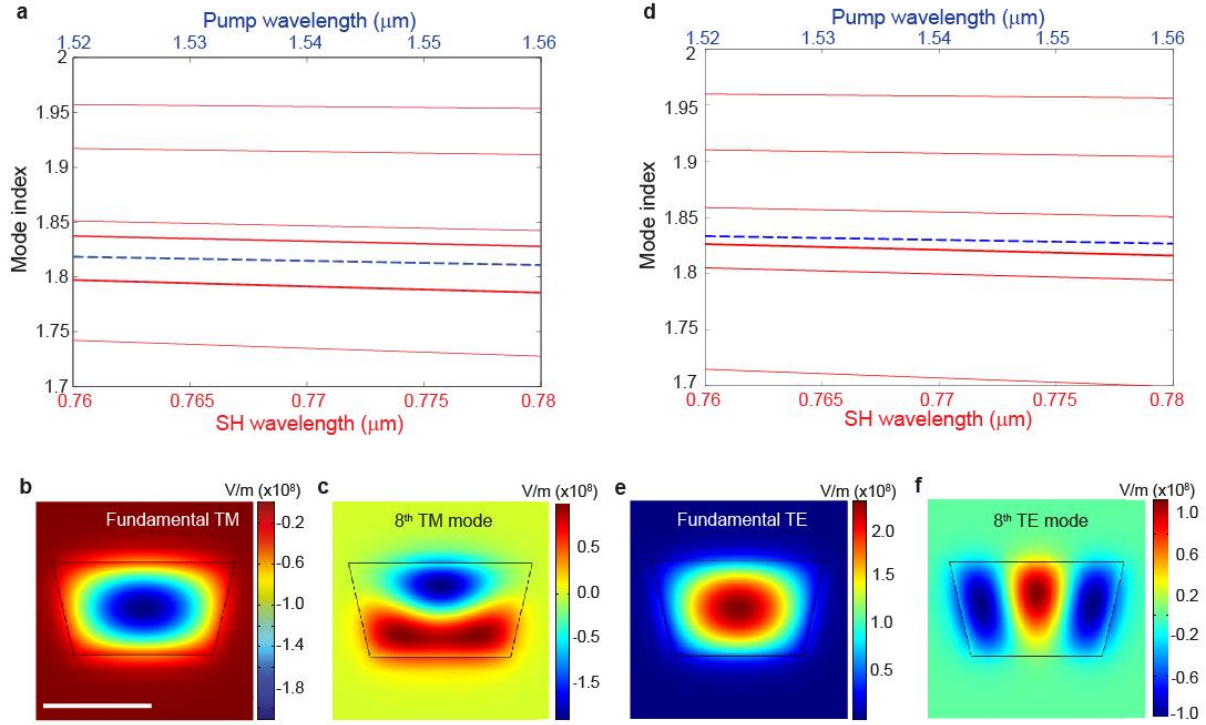 a
Pump wavelength (μm)
1.52 1.53 1.54 1.55 1.56
2
1.95
1.9
1.85
1.8
1.75
1.7
Mode index
0.76 0.765 0.77 0.775 0.78
SH wavelength (μm)
d
Pump wavelength (μm)
1.52 1.53 1.54 1.55 1.56
2
1.95
1.9
1.85
1.8
1.75
1.7
Mode index
0.76 0.765 0.77 0.775 0.78
SH wavelength (μm)
b
V/m (x10⁸)
Fundamental TM
-0.2
-0.6
-1.0
-1.4
-1.8
c
V/m (x10⁸)
8th TM mode
0.5
0.0
-0.5
-1.5
e
V/m (x10⁸)
Fundamental TE
2.0
1.5
1.0
0.5
f
V/m (x10⁸)
8th TE mode
1.0
0.6
0.2
-0.2
-0.6
-1.0